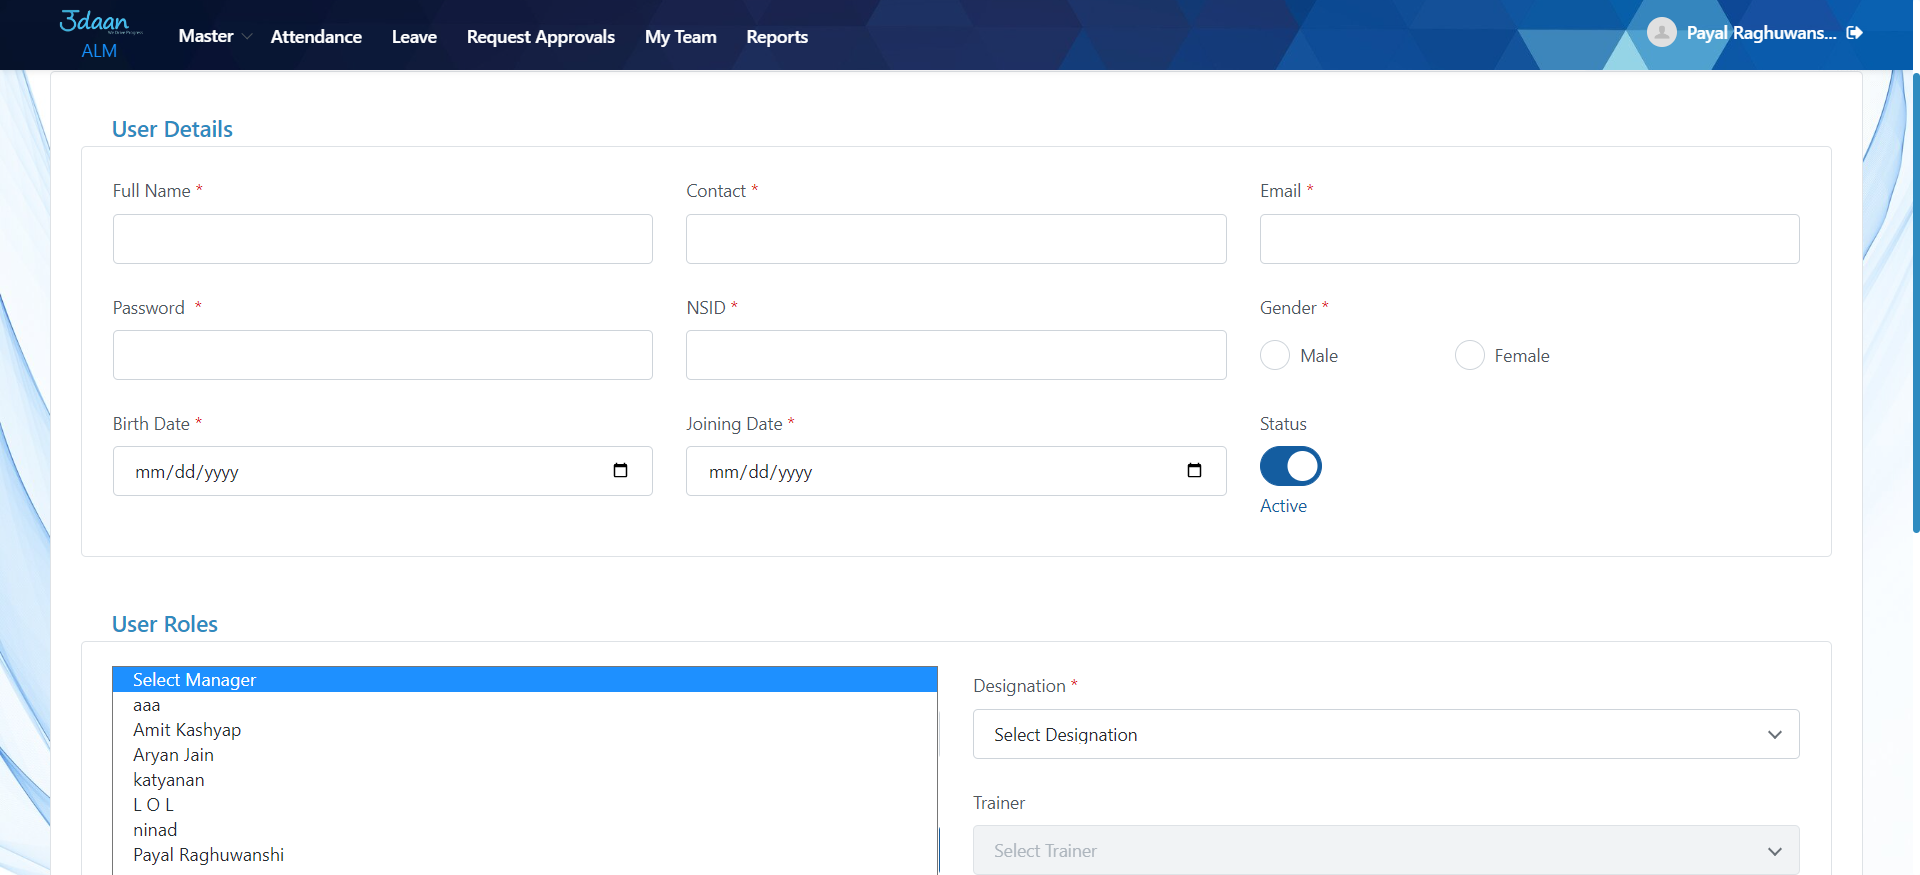 3daan
ALM
Master Attendance Leave Request Approvals My Team Reports
Payal Raghuwans...
User Details
Full Name * Contact * Email *
Password * NSID * Gender *
Male Female
Birth Date * Joining Date * Status
mm/dd/yyyy mm/dd/yyyy
Active
User Roles
Select Manager
aaa
Amit Kashyap
Aryan Jain
katyanan
L O L
ninad
Payal Raghuwanshi
Designation *
Select Designation
Trainer
Select Trainer